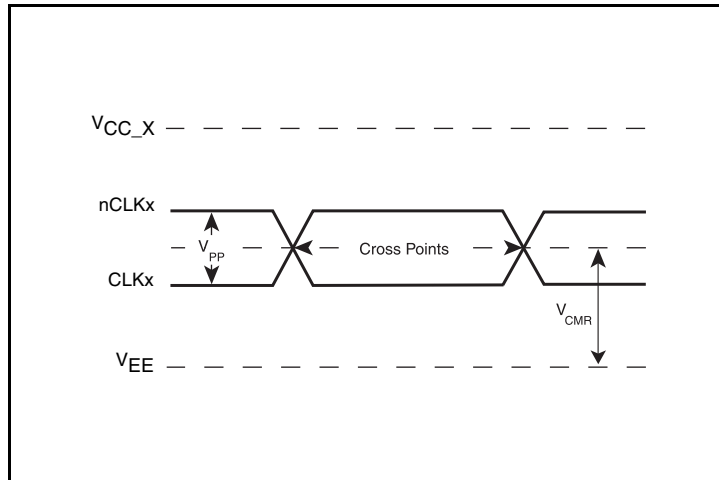 VCC_X
nCLKx
VPP
Cross Points
CLKx
VCMR
VEE